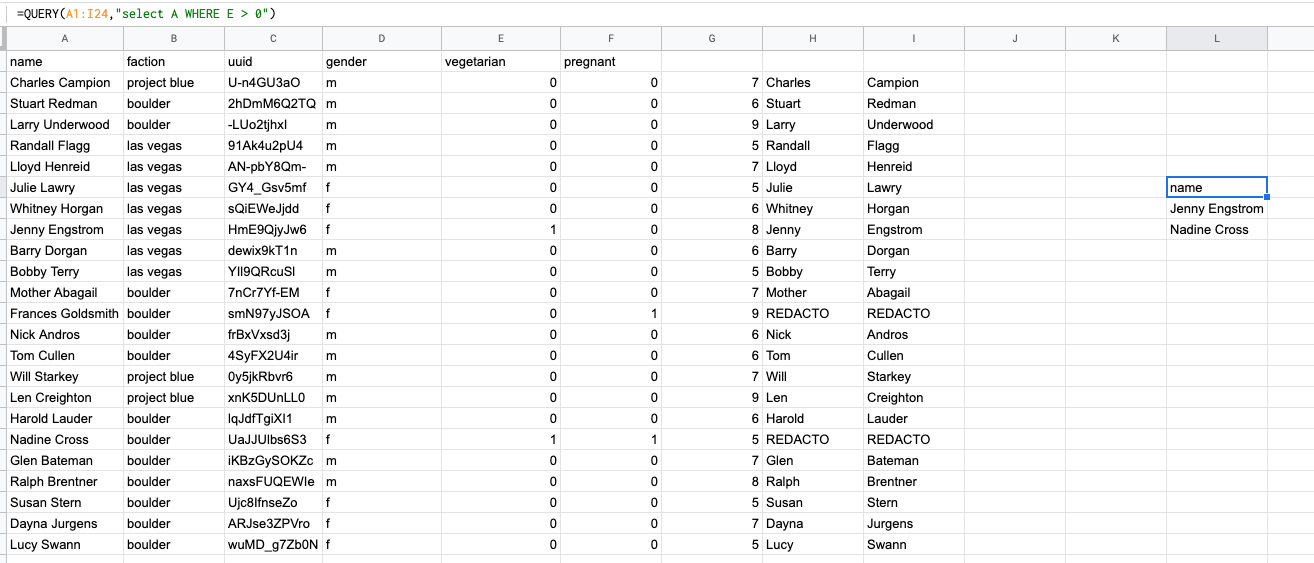 =QUERY(A1:I24,"select A WHERE E > 0")
A B C D E F G H I J K L
name faction uuid gender vegetarian pregnant
Charles Campion project blue U-n4GU3aO m 0 0 7 Charles Campion
Stuart Redman boulder 2hDmM6Q2TQ m 0 0 6 Stuart Redman
Larry Underwood boulder -LUo2tjhxI m 0 0 9 Larry Underwood
Randall Flagg las vegas 91Ak4u2pU4 m 0 0 5 Randall Flagg
Lloyd Henreid las vegas AN-pbY8Qm- m 0 0 7 Lloyd Henreid
Julie Lawry las vegas GY4_Gsv5mf f 0 0 5 Julie Lawry name
Whitney Horgan las vegas sQiEWeJjdd f 0 0 6 Whitney Horgan Jenny Engstrom
Jenny Engstrom las vegas HmE9QjyJw6 f 1 0 8 Jenny Engstrom Nadine Cross
Barry Dorgan las vegas dewix9kT1n m 0 0 6 Barry Dorgan
Bobby Terry las vegas YII9QRcuSI m 0 0 5 Bobby Terry
Mother Abagail boulder 7nCr7Yf-EM f 0 0 7 Mother Abagail
Frances Goldsmith boulder smN97yJSOA f 0 1 9 REDACTO REDACTO
Nick Andros boulder frBxVxsd3j m 0 0 6 Nick Andros
Tom Cullen boulder 4SyFX2U4ir m 0 0 6 Tom Cullen
Will Starkey project blue 0y5jkRbvr6 m 0 0 7 Will Starkey
Len Creighton project blue xnK5DUnLL0 m 0 0 9 Len Creighton
Harold Lauder boulder IqJdfTgiXI1 m 0 0 6 Harold Lauder
Nadine Cross boulder UaJJUlbs6S3 f 1 1 5 REDACTO REDACTO
Glen Bateman boulder iKBzGySOKZc m 0 0 7 Glen Bateman
Ralph Brentner boulder naxsFUQEWIe m 0 0 8 Ralph Brentner
Susan Stern boulder Ujc8IfnseZo f 0 0 5 Susan Stern
Dayna Jurgens boulder ARJse3ZPVro f 0 0 7 Dayna Jurgens
Lucy Swann boulder wuMD_g7Zb0N f 0 0 5 Lucy Swann